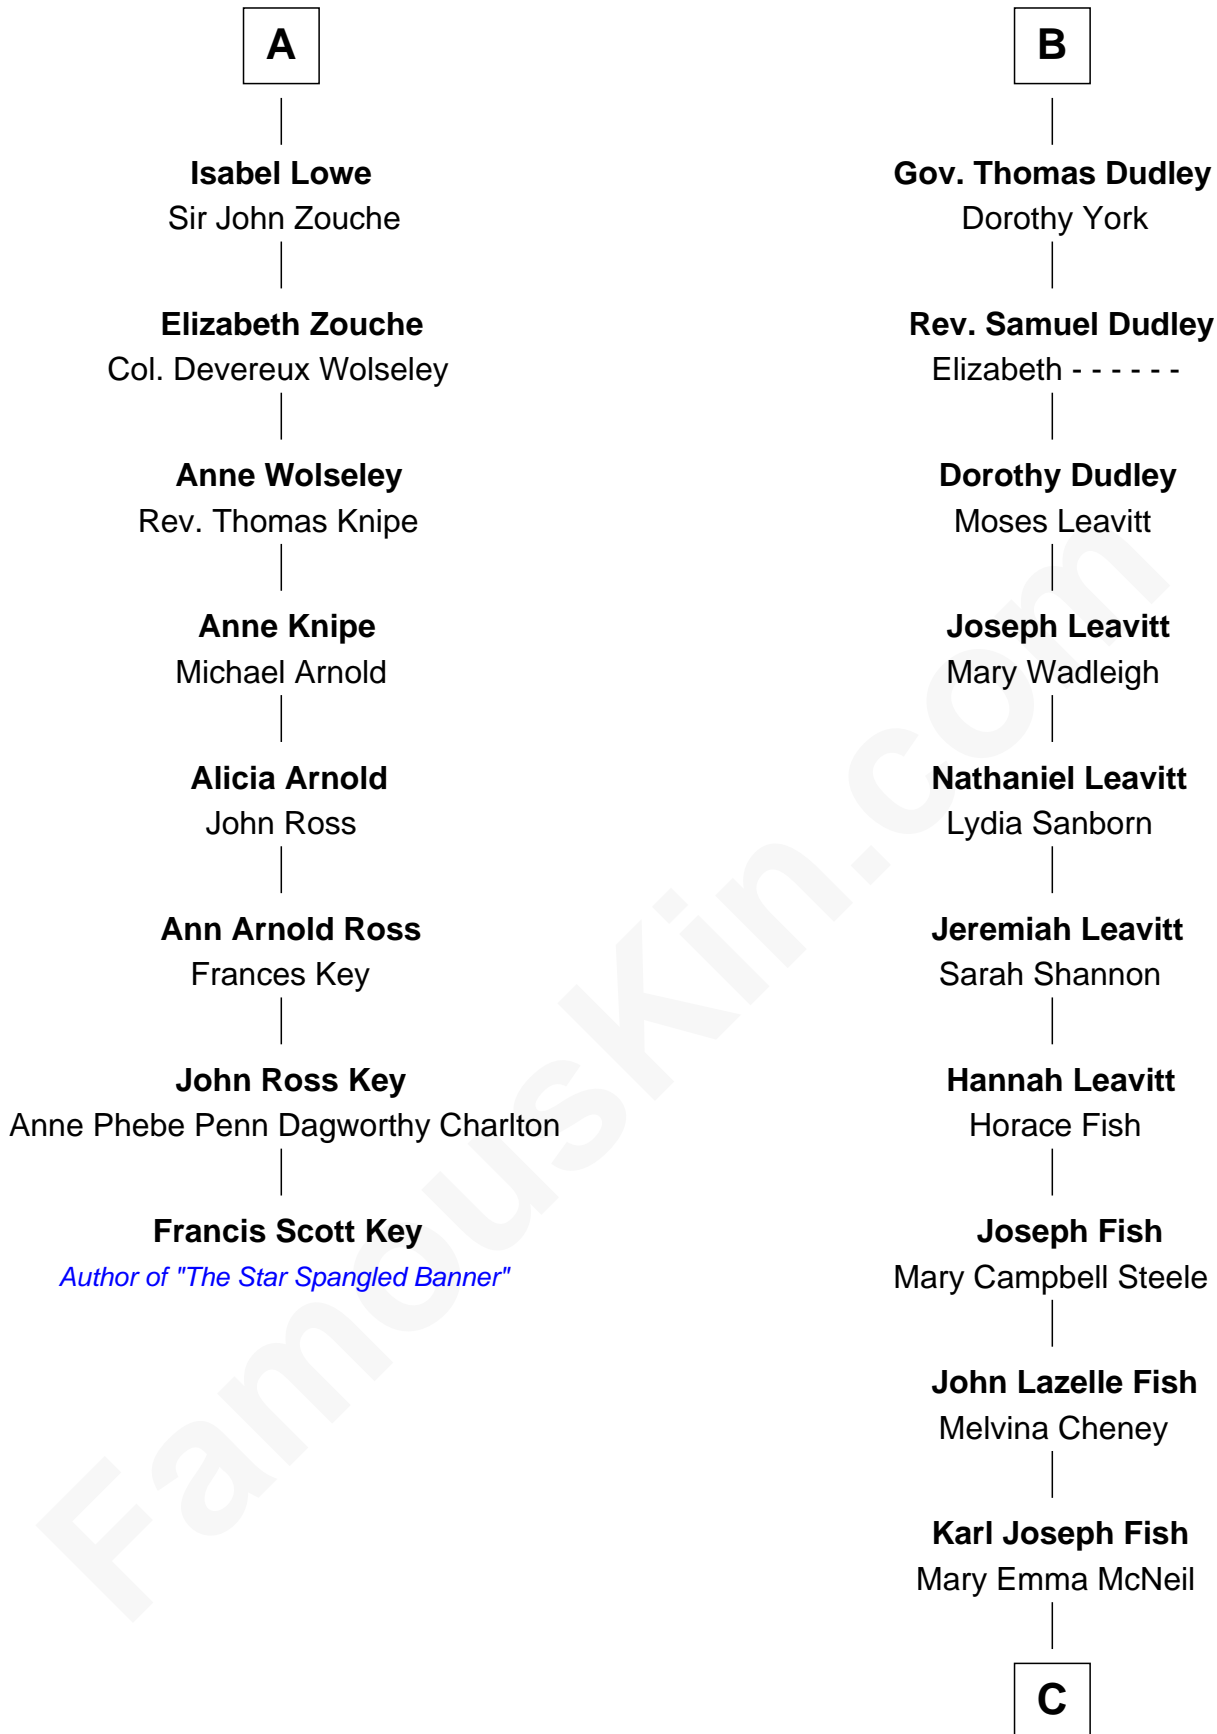 A
Isabel Lowe
Sir John Zouche
Elizabeth Zouche
Col. Devereux Wolseley
Anne Wolseley
Rev. Thomas Knipe
Anne Knipe
Michael Arnold
Alicia Arnold
John Ross
Ann Arnold Ross
Frances Key
John Ross Key
Anne Phebe Penn Dagworthy Charlton
Francis Scott Key
Author of "The Star Spangled Banner"
B
Gov. Thomas Dudley
Dorothy York
Rev. Samuel Dudley
Elizabeth - - - - - -
Dorothy Dudley
Moses Leavitt
Joseph Leavitt
Mary Wadleigh
Nathaniel Leavitt
Lydia Sanborn
Jeremiah Leavitt
Sarah Shannon
Hannah Leavitt
Horace Fish
Joseph Fish
Mary Campbell Steele
John Lazelle Fish
Melvina Cheney
Karl Joseph Fish
Mary Emma McNeil
C
FamousKin.com